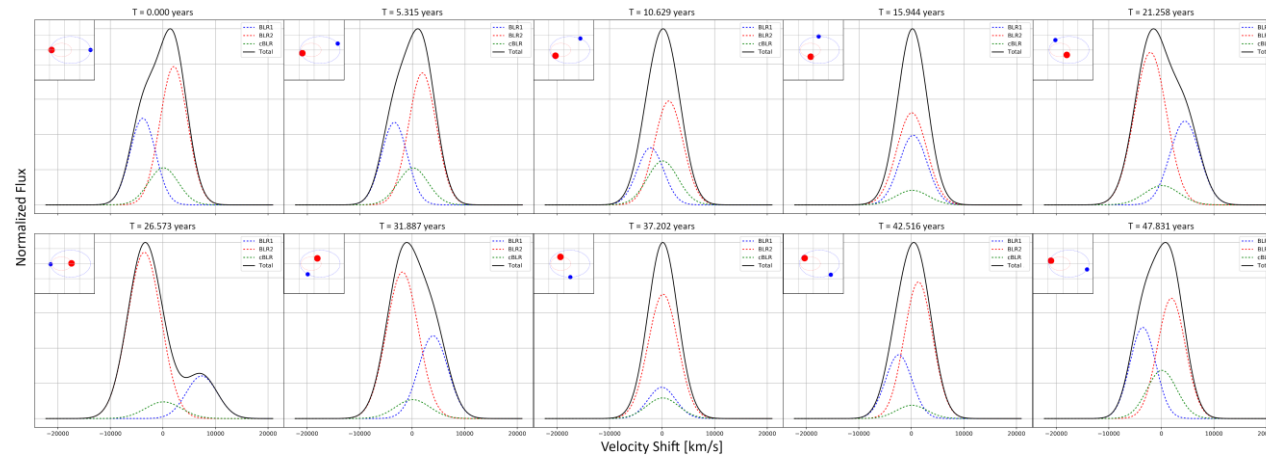 T = 0.000 years
T = 5.315 years
T = 10.629 years
T = 15.944 years
T = 21.258 years
BLR1
BLR2
cBLR
Total
BLR1
BLR2
cBLR
Total
BLR1
BLR2
cBLR
Total
BLR1
BLR2
cBLR
Total
BLR1
BLR2
cBLR
Total
Normalized Flux
T = 26.573 years
T = 31.887 years
T = 37.202 years
T = 42.516 years
T = 47.831 years
BLR1
BLR2
cBLR
Total
BLR1
BLR2
cBLR
Total
BLR1
BLR2
cBLR
Total
BLR1
BLR2
cBLR
Total
BLR1
BLR2
cBLR
Total
−20000 −10000 0 10000 20000
−20000 −10000 0 10000 20000
−20000 −10000 0 10000 20000
−20000 −10000 0 10000 20000
−20000 −10000 0 10000 20000
Velocity Shift [km/s]